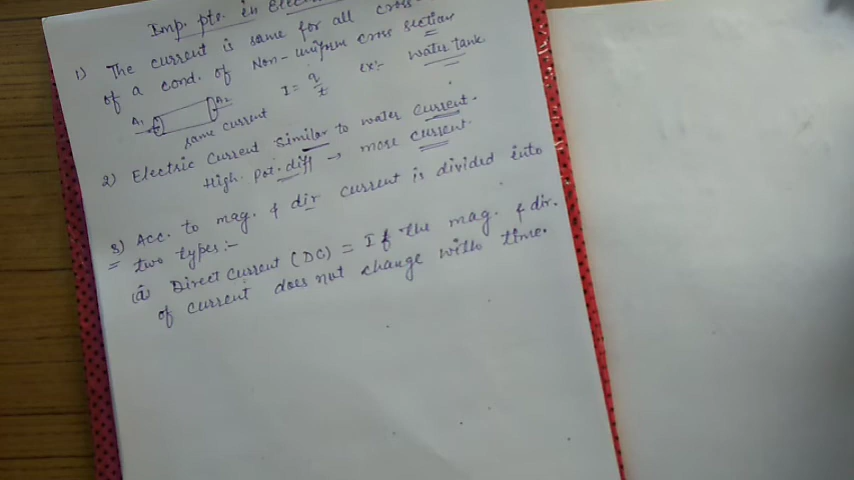 Imp. pts. in
1) The current is same for all
of a cond. of Non-uniform cross section
A1 A2 I = q/t ex:- water tank
same current
2) Electric Current similar to water current.
High. Pot. diff → more current.
3) Acc. to mag. & dir current is divided into
two types:-
(a) Direct Current (DC) = If the mag. & dir.
of current does not change with time.